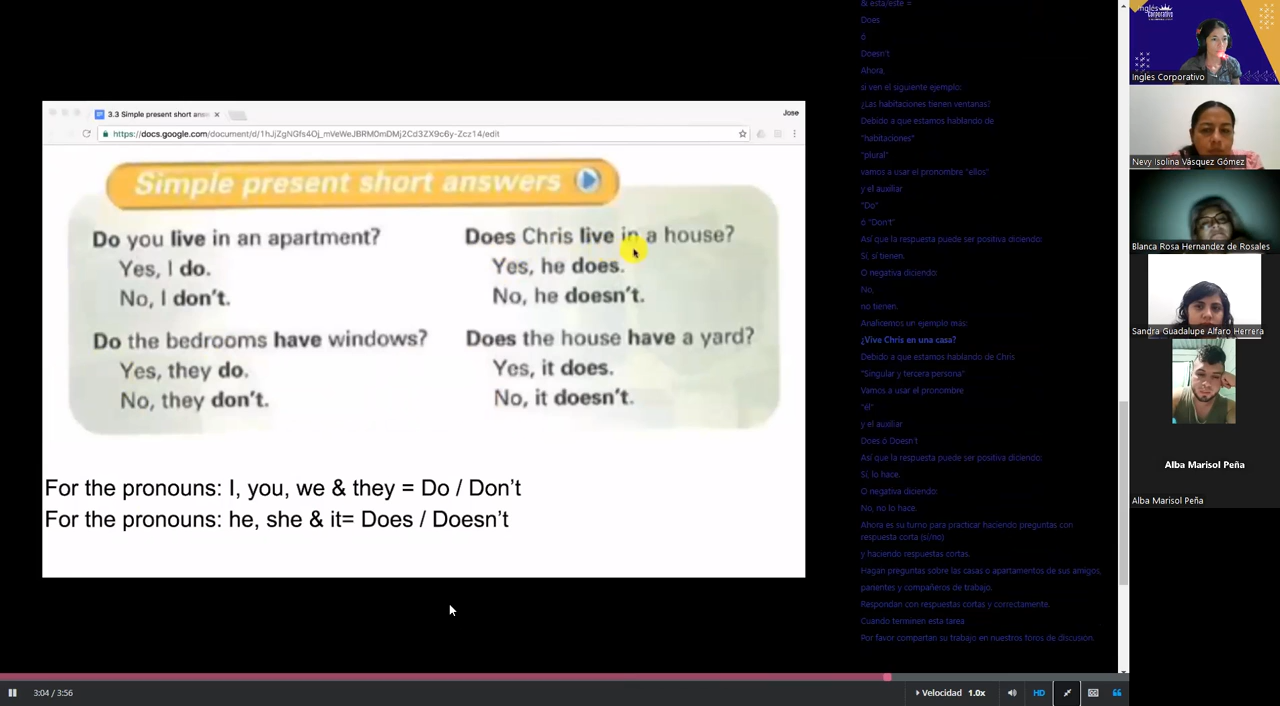 3.3 Simple present short ans
Jose
https://docs.google.com/document/d/1hJjZgNGfs4Oj_mVeWeJBRMOmDMj2Cd3ZX9c6y-Zcz14/edit
Simple present short answers
Do you live in an apartment?
Yes, I do.
No, I don't.
Does Chris live in a house?
Yes, he does.
No, he doesn't.
Do the bedrooms have windows?
Yes, they do.
No, they don't.
Does the house have a yard?
Yes, it does.
No, it doesn't.
For the pronouns: I, you, we & they = Do / Don't
For the pronouns: he, she & it= Does / Doesn't
& esta/este =
Does
ó
Doesn't
Ahora,
si ven el siguiente ejemplo:
¿Las habitaciones tienen ventanas?
Debido a que estamos hablando de
"habitaciones"
"plural"
vamos a usar el pronombre "ellos"
y el auxiliar
"Do"
ó "Don't"
Así que la respuesta puede ser positiva diciendo:
Sí, sí tienen.
O negativa diciendo:
No,
no tienen.
Analicemos un ejemplo más:
¿Vive Chris en una casa?
Debido a que estamos hablando de Chris
"Singular y tercera persona"
Vamos a usar el pronombre
"él"
y el auxiliar
Does ó Doesn't
Así que la respuesta puede ser positiva diciendo:
Sí, lo hace.
O negativa diciendo:
No, no lo hace.
Ahora es su turno para practicar haciendo preguntas con
respuesta corta (sí/no)
y haciendo respuestas cortas.
Hagan preguntas sobre las casas o apartamentos de sus amigos,
parientes y compañeros de trabajo.
Respondan con respuestas cortas y correctamente.
Cuando terminen esta tarea
Por favor compartan su trabajo en nuestros foros de discusión.
3:04 / 3:56
Velocidad 1.0x
HD
Inglés
Corporativo
Ingles Corporativo
Nevy Isolina Vásquez Gómez
Blanca Rosa Hernandez de Rosales
Sandra Guadalupe Alfaro Herrera
Alba Marisol Peña
Alba Marisol Peña